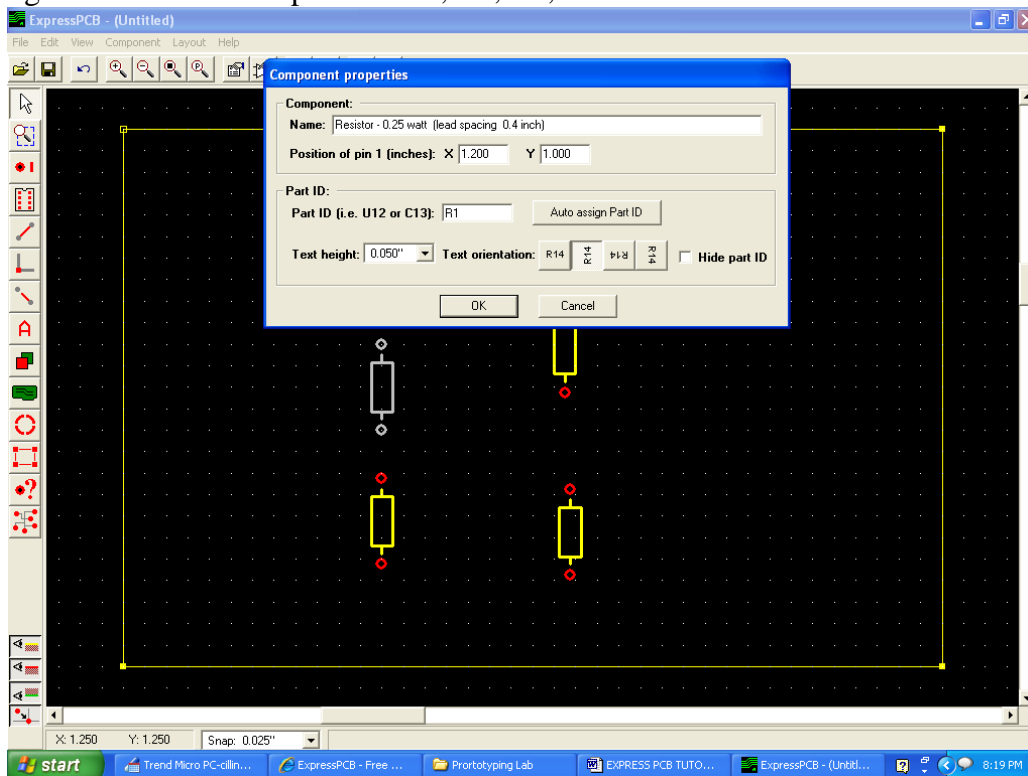 ExpressPCB - (Untitled)
File Edit View Component Layout Help
Component properties
Component:
Name: Resistor - 0.25 watt (lead spacing 0.4 inch)
Position of pin 1 (inches): X 1.200 Y 1.000
Part ID:
Part ID (i.e. U12 or C13): R1 Auto assign Part ID
Text height: 0.050" Text orientation: R14 R14 R14 R14 Hide part ID
OK Cancel
A
X: 1.250 Y: 1.250 Snap: 0.025"
start Trend Micro PC-cillin... ExpressPCB - Free ... Prortotyping Lab EXPRESS PCB TUTO... ExpressPCB - (Untitl... 8:19 PM